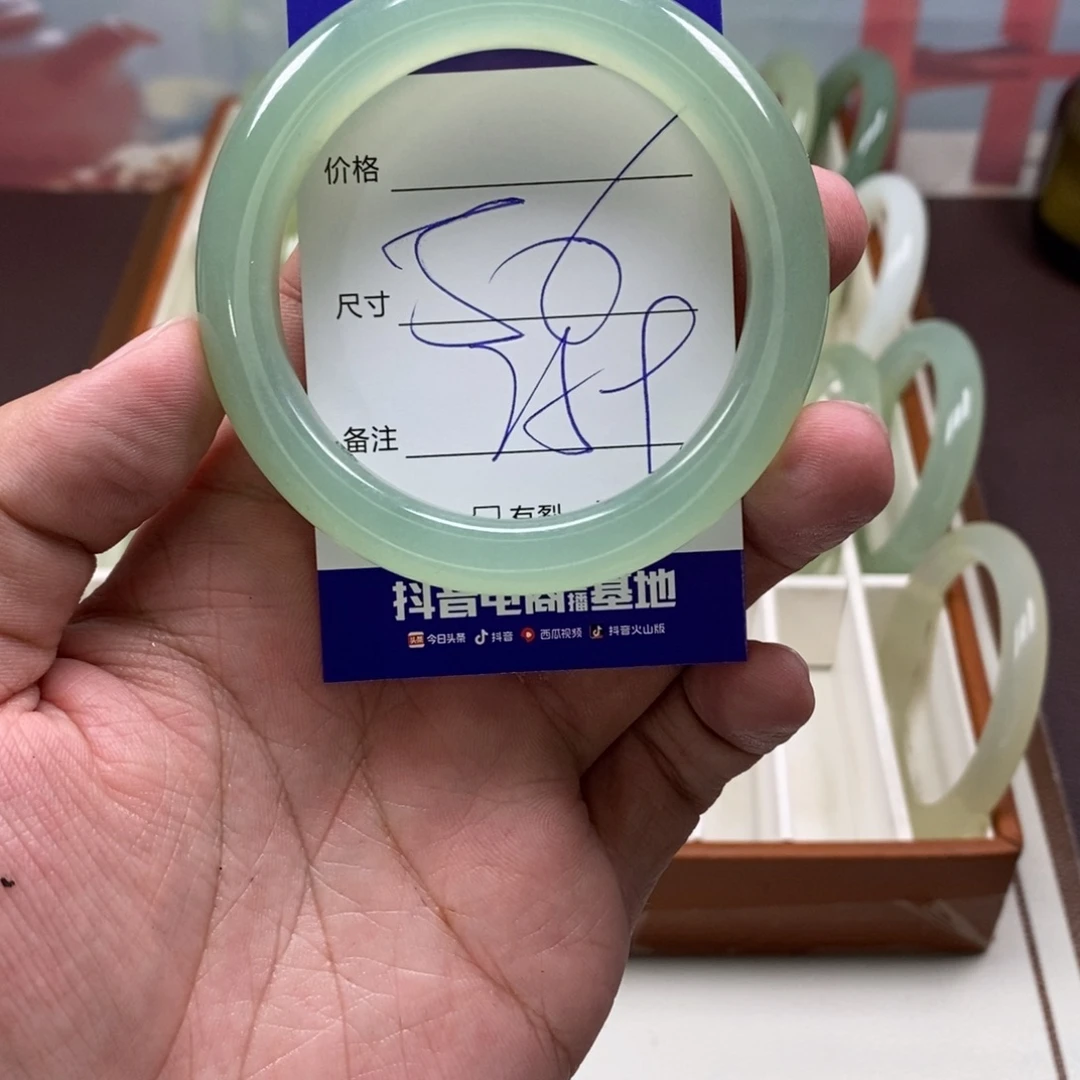 价格
尺寸
备注
□ 有裂
抖音电商直播基地
今日头条 抖音 西瓜视频 抖音火山版